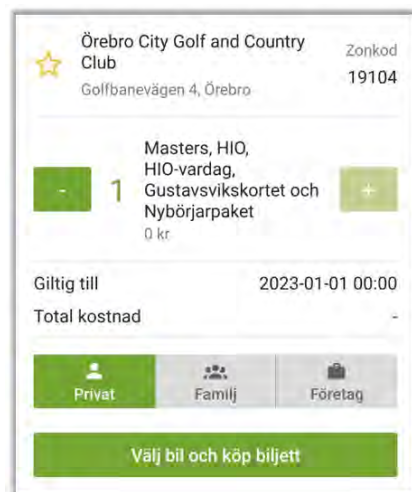 Örebro City Golf and Country
Club
Golfbanevägen 4, Örebro
Zonkod
19104
- 1 +
Masters, HIO,
HIO-vardag,
Gustavsvikskortet och
Nybörjarpaket
0 kr
Giltig till 2023-01-01 00:00
Total kostnad -
Privat Familj Företag
Välj bil och köp biljett